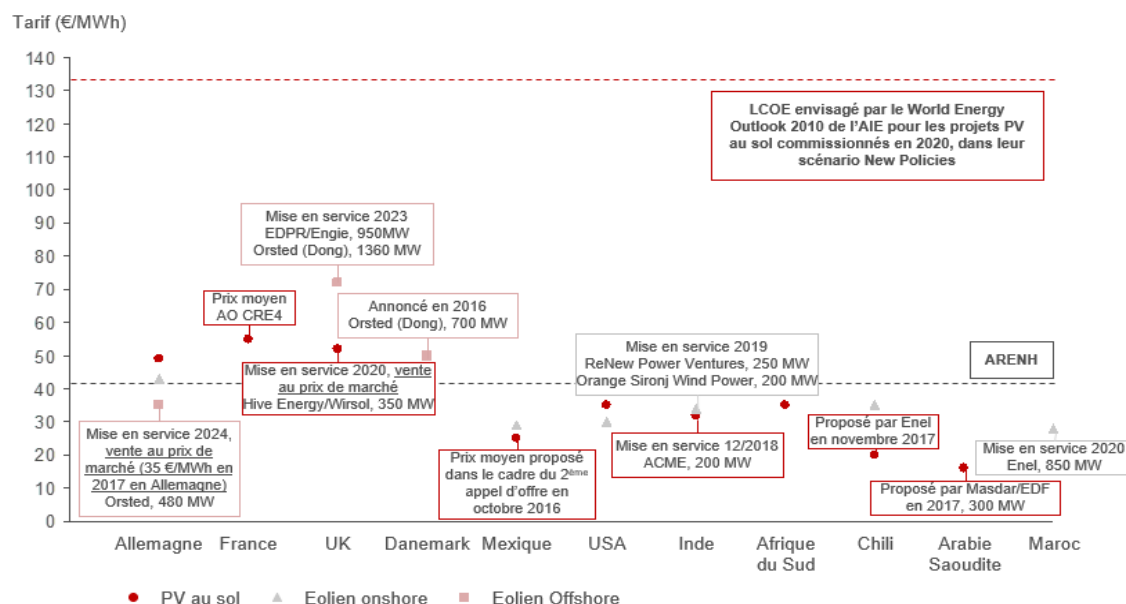 Tarif (€/MWh)
140
130
120
110
100
90
80
70
60
50
40
30
20
10
0
LCOE envisagé par le World Energy
Outlook 2010 de l'AIE pour les projets PV
au sol commissionnés en 2020, dans leur
scénario New Policies
Mise en service 2023
EDPR/Engie, 950MW
Orsted (Dong), 1360 MW
Prix moyen
AO CRE4
Annoncé en 2016
Orsted (Dong), 700 MW
Mise en service 2019
ReNew Power Ventures, 250 MW
Orange Sironj Wind Power, 200 MW
ARENH
Mise en service 2020, vente
au prix de marché
Hive Energy/Wirsol, 350 MW
Mise en service 2024,
vente au prix de
marché (35 €/MWh en
2017 en Allemagne)
Orsted, 480 MW
Prix moyen proposé
dans le cadre du 2ème
appel d'offre en
octobre 2016
Mise en service 12/2018
ACME, 200 MW
Proposé par Enel
en novembre 2017
Mise en service 2020
Enel, 850 MW
Proposé par Masdar/EDF
en 2017, 300 MW
Allemagne
France
UK
Danemark
Mexique
USA
Inde
Afrique
du Sud
Chili
Arabie
Saoudite
Maroc
PV au sol
Eolien onshore
Eolien Offshore